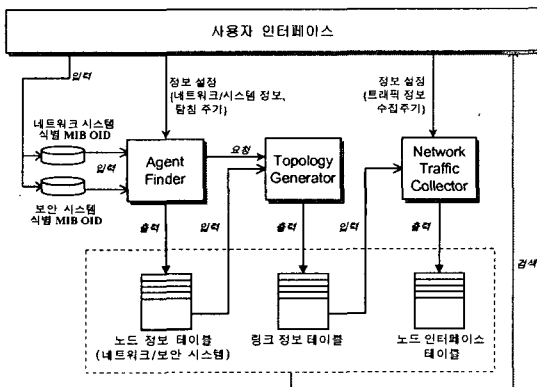 사용자 인터페이스
입력
정보 설정
(네트워크/시스템 정보,
탐침 주기)
정보 설정
(트래픽 정보
수집주기)
네트워크 시스템
식별 MIB OID
입력
보안 시스템
식별 MIB OID
Agent
Finder
요청
Topology
Generator
Network
Traffic
Collector
출력
입력
출력
입력
출력
검색
노드 정보 테이블
(네트워크/보안 시스템)
링크 정보 테이블
노드 인터페이스
테이블